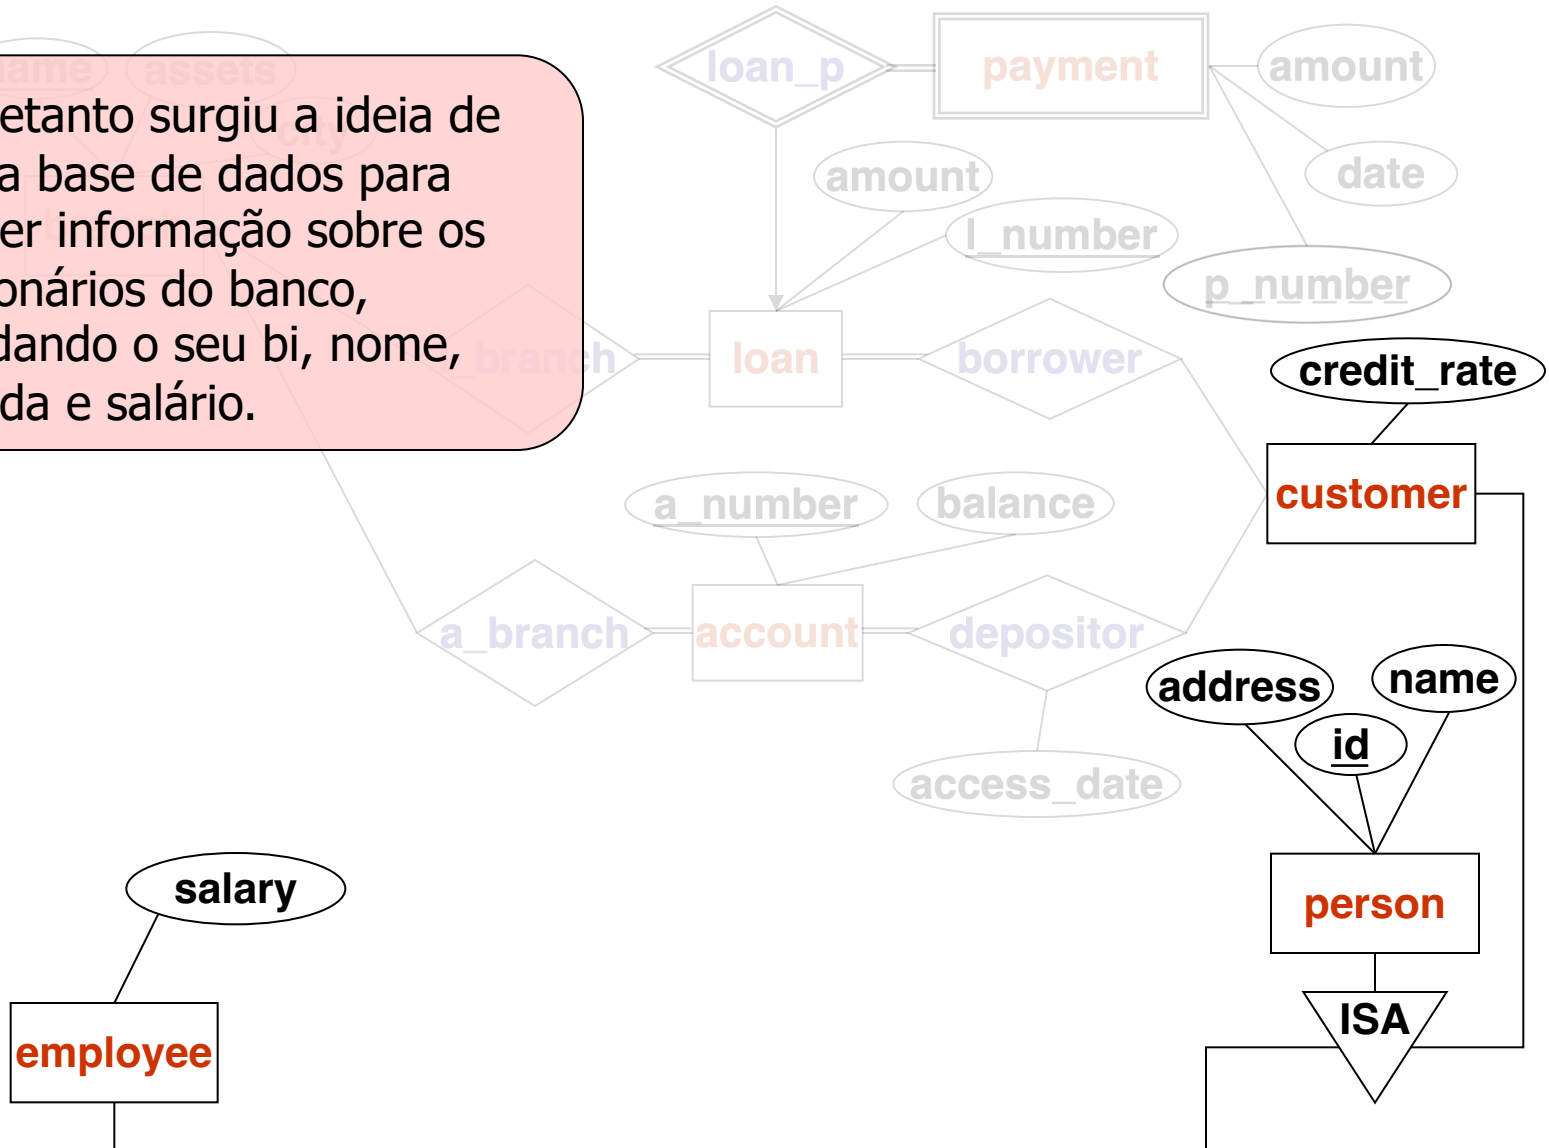 assets
loan_p
payment
amount
etanto surgiu a ideia de
a base de dados para
er informação sobre os
onários do banco,
dando o seu bi, nome,
da e salário.
city
amount
date
l_number
p_number
branch
loan
borrower
credit_rate
customer
a_number
balance
a_branch
account
depositor
address
name
id
access_date
salary
person
ISA
employee